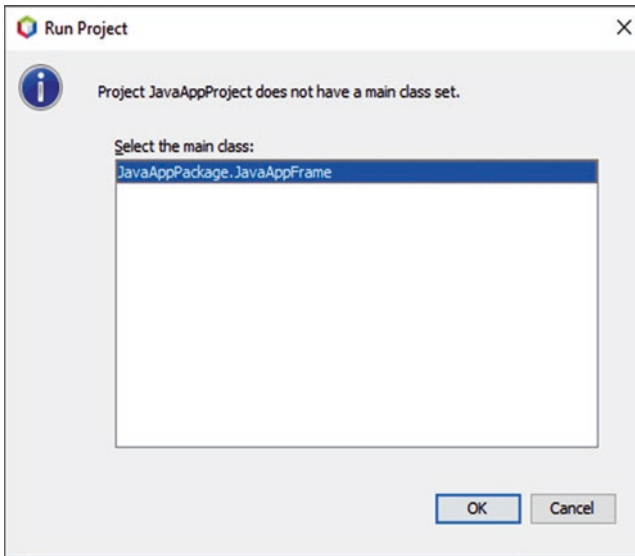 Run Project
Project JavaAppProject does not have a main class set.
Select the main class:
JavaAppPackage.JavaAppFrame
OK
Cancel